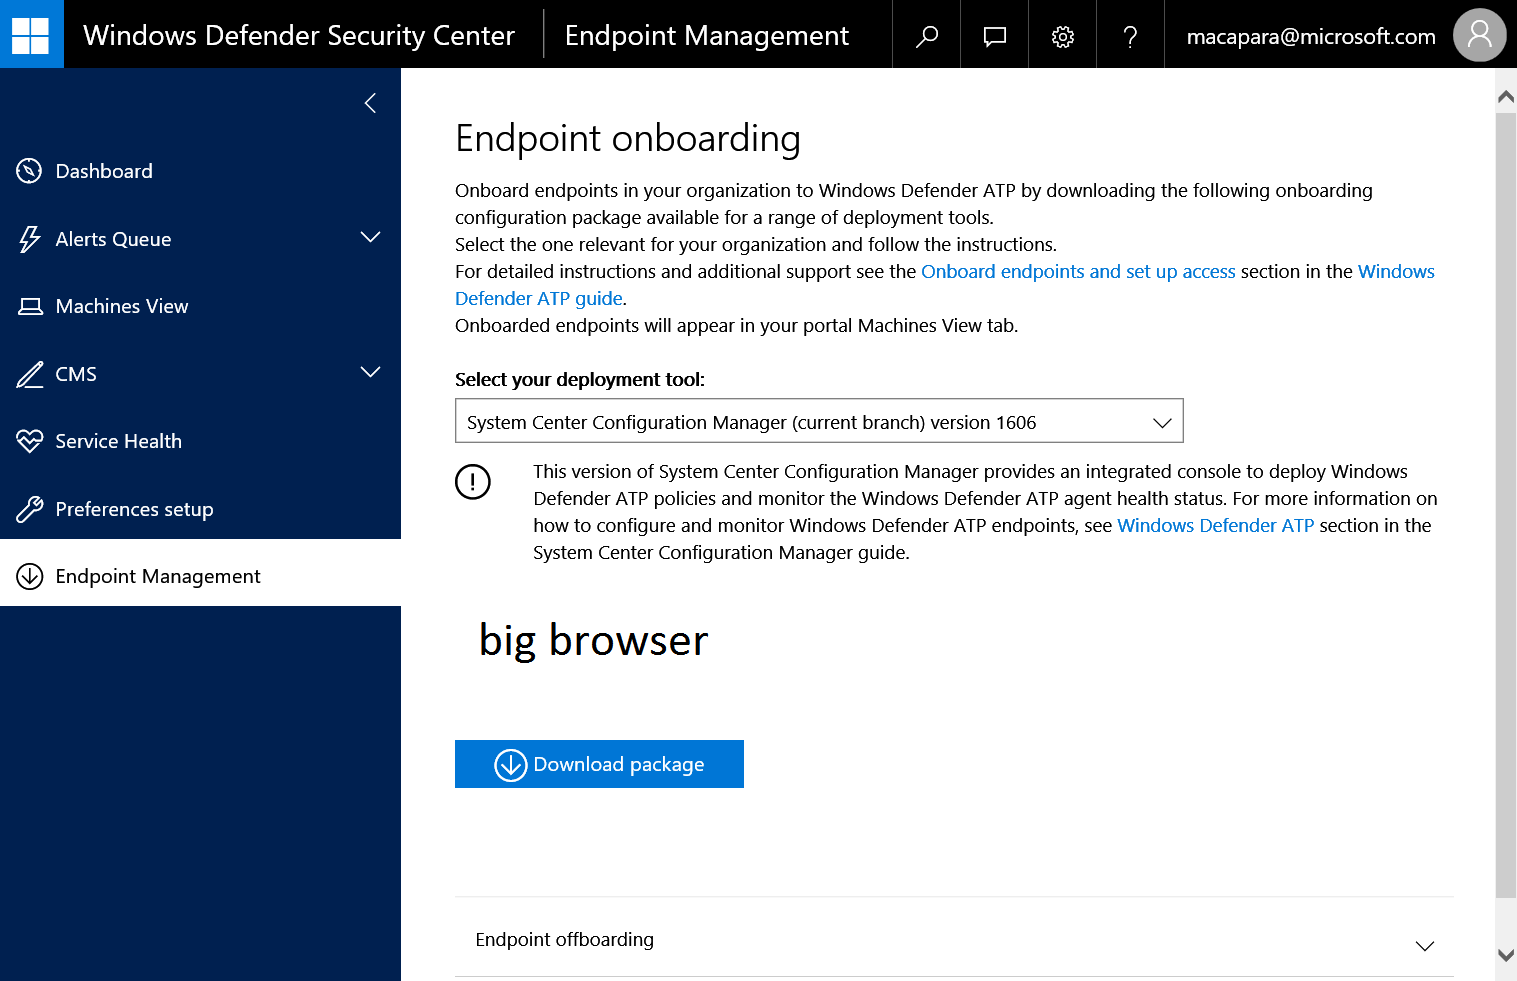 Windows Defender Security Center
Endpoint Management
?
macapara@microsoft.com
Dashboard
Alerts Queue
Machines View
CMS
Service Health
Preferences setup
Endpoint Management
Endpoint onboarding
Onboard endpoints in your organization to Windows Defender ATP by downloading the following onboarding
configuration package available for a range of deployment tools.
Select the one relevant for your organization and follow the instructions.
For detailed instructions and additional support see the Onboard endpoints and set up access section in the Windows
Defender ATP guide.
Onboarded endpoints will appear in your portal Machines View tab.
Select your deployment tool:
System Center Configuration Manager (current branch) version 1606
This version of System Center Configuration Manager provides an integrated console to deploy Windows
Defender ATP policies and monitor the Windows Defender ATP agent health status. For more information on
how to configure and monitor Windows Defender ATP endpoints, see Windows Defender ATP section in the
System Center Configuration Manager guide.
big browser
Download package
Endpoint offboarding